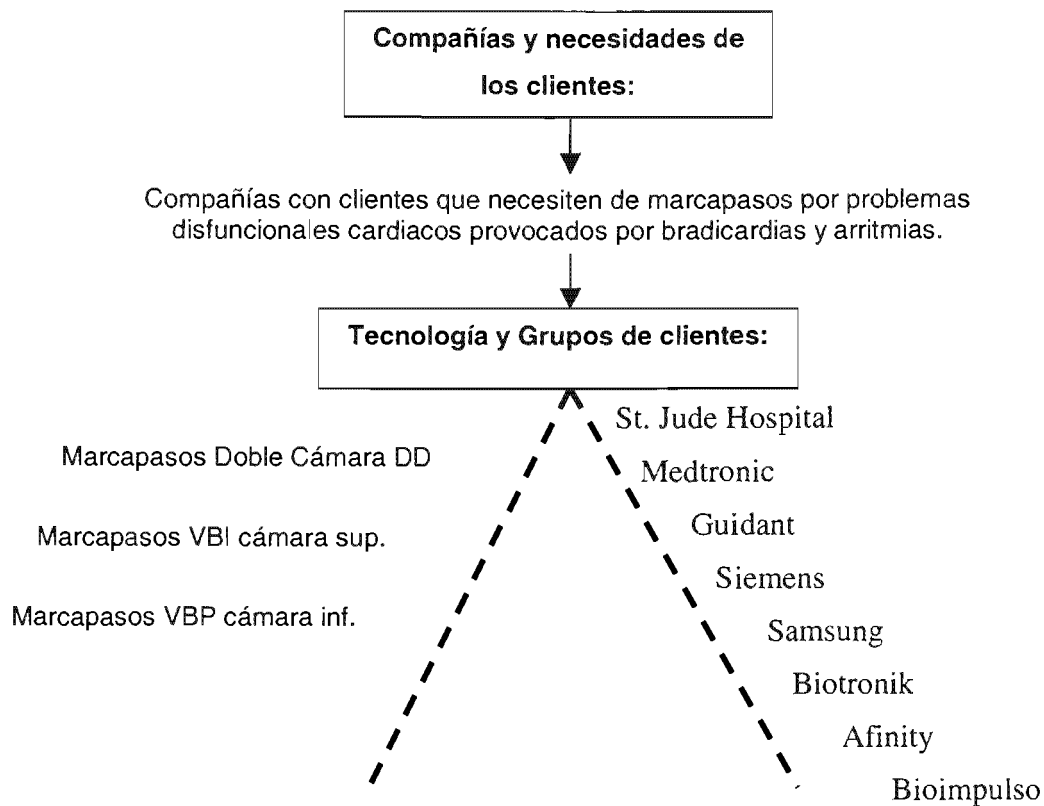 Compañías y necesidades de
los clientes:
Compañías con clientes que necesiten de marcapasos por problemas
disfuncionales cardiacos provocados por bradicardias y arritmias.
Tecnología y Grupos de clientes:
St. Jude Hospital
Marcapasos Doble Cámara DD
Medtronic
Guidant
Marcapasos VBI cámara sup.
Siemens
Marcapasos VBP cámara inf.
Samsung
Biotronik
Afinity
Bioimpulso